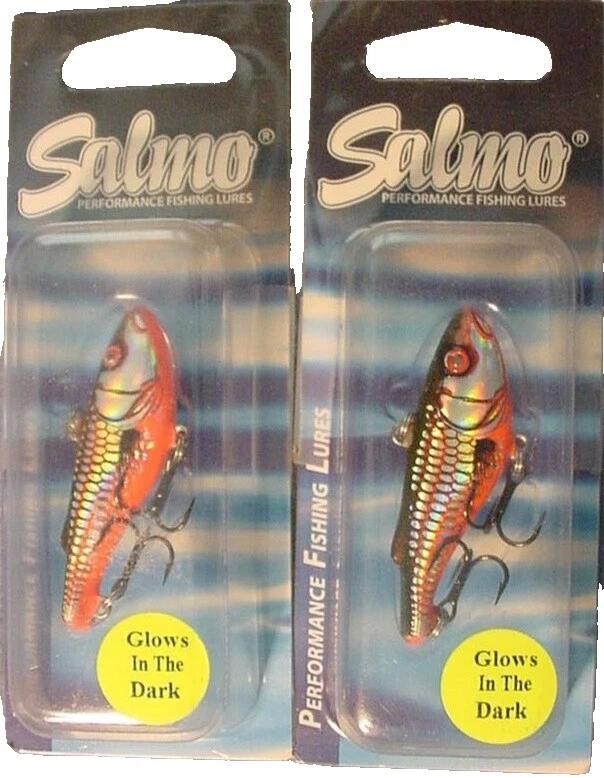 Salmo®
PERFORMANCE FISHING LURES
Glows
In The
Dark
Salmo®
PERFORMANCE FISHING LURES
PERFORMANCE FISHING LURES
Glows
In The
Dark